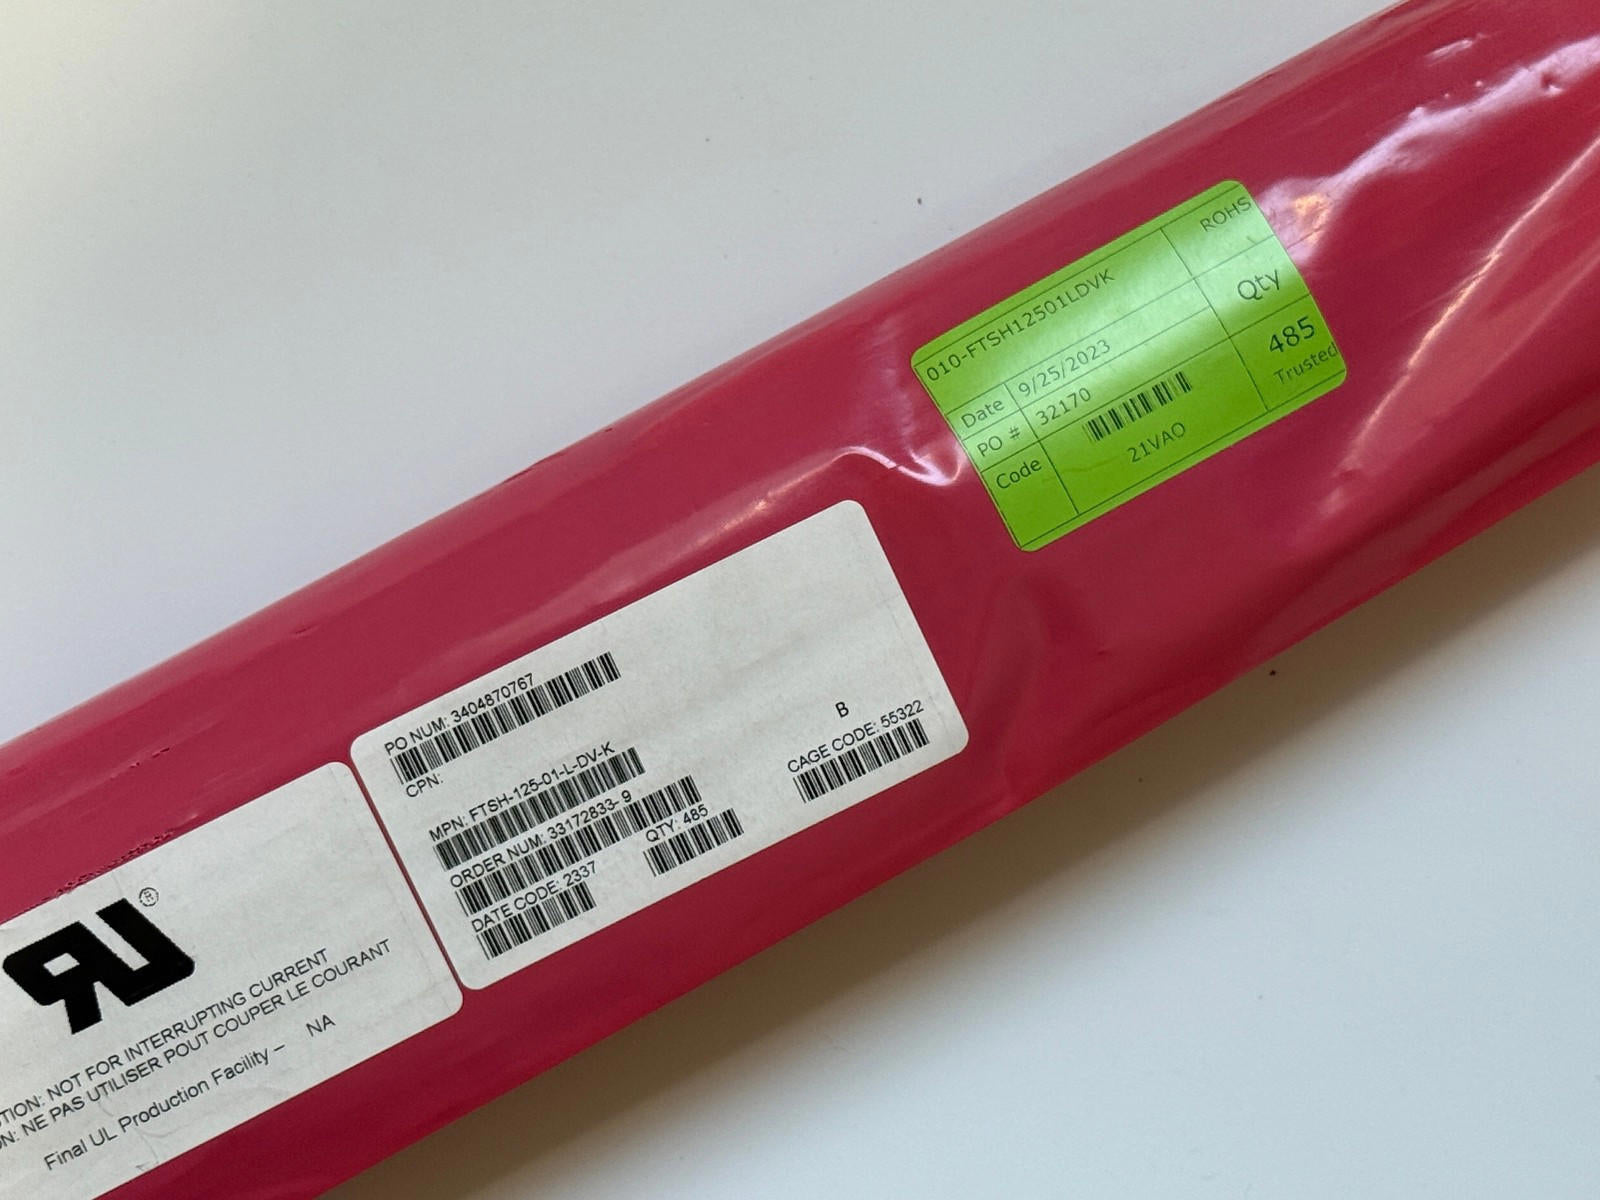 010-FTSH12501LDVK
ROHS
Date 9/25/2023
Qty
PO # 32170
485
Code
21VAO
Trusted
PO NUM: 3404870767
CPN:
MPN: FTSH-125-01-L-DV-K
ORDER NUM: 33172833-9
DATE CODE: 2337
QTY: 485
B
CAGE CODE: 55322
RU®
TION: NOT FOR INTERRUPTING CURRENT
ON: NE PAS UTILISER POUT COUPER LE COURANT
Final UL Production Facility – NA